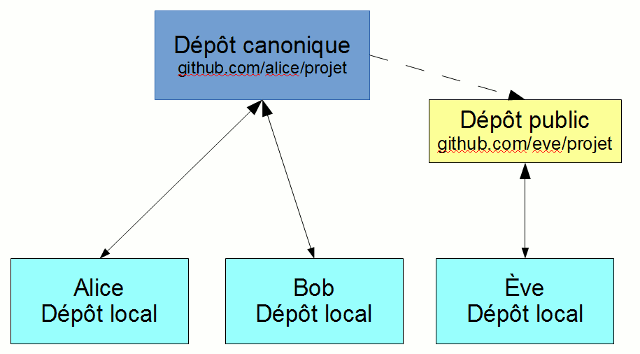 Dépôt canonique
github.com/alice/projet
Dépôt public
github.com/eve/projet
Alice
Dépôt local
Bob
Dépôt local
Ève
Dépôt local